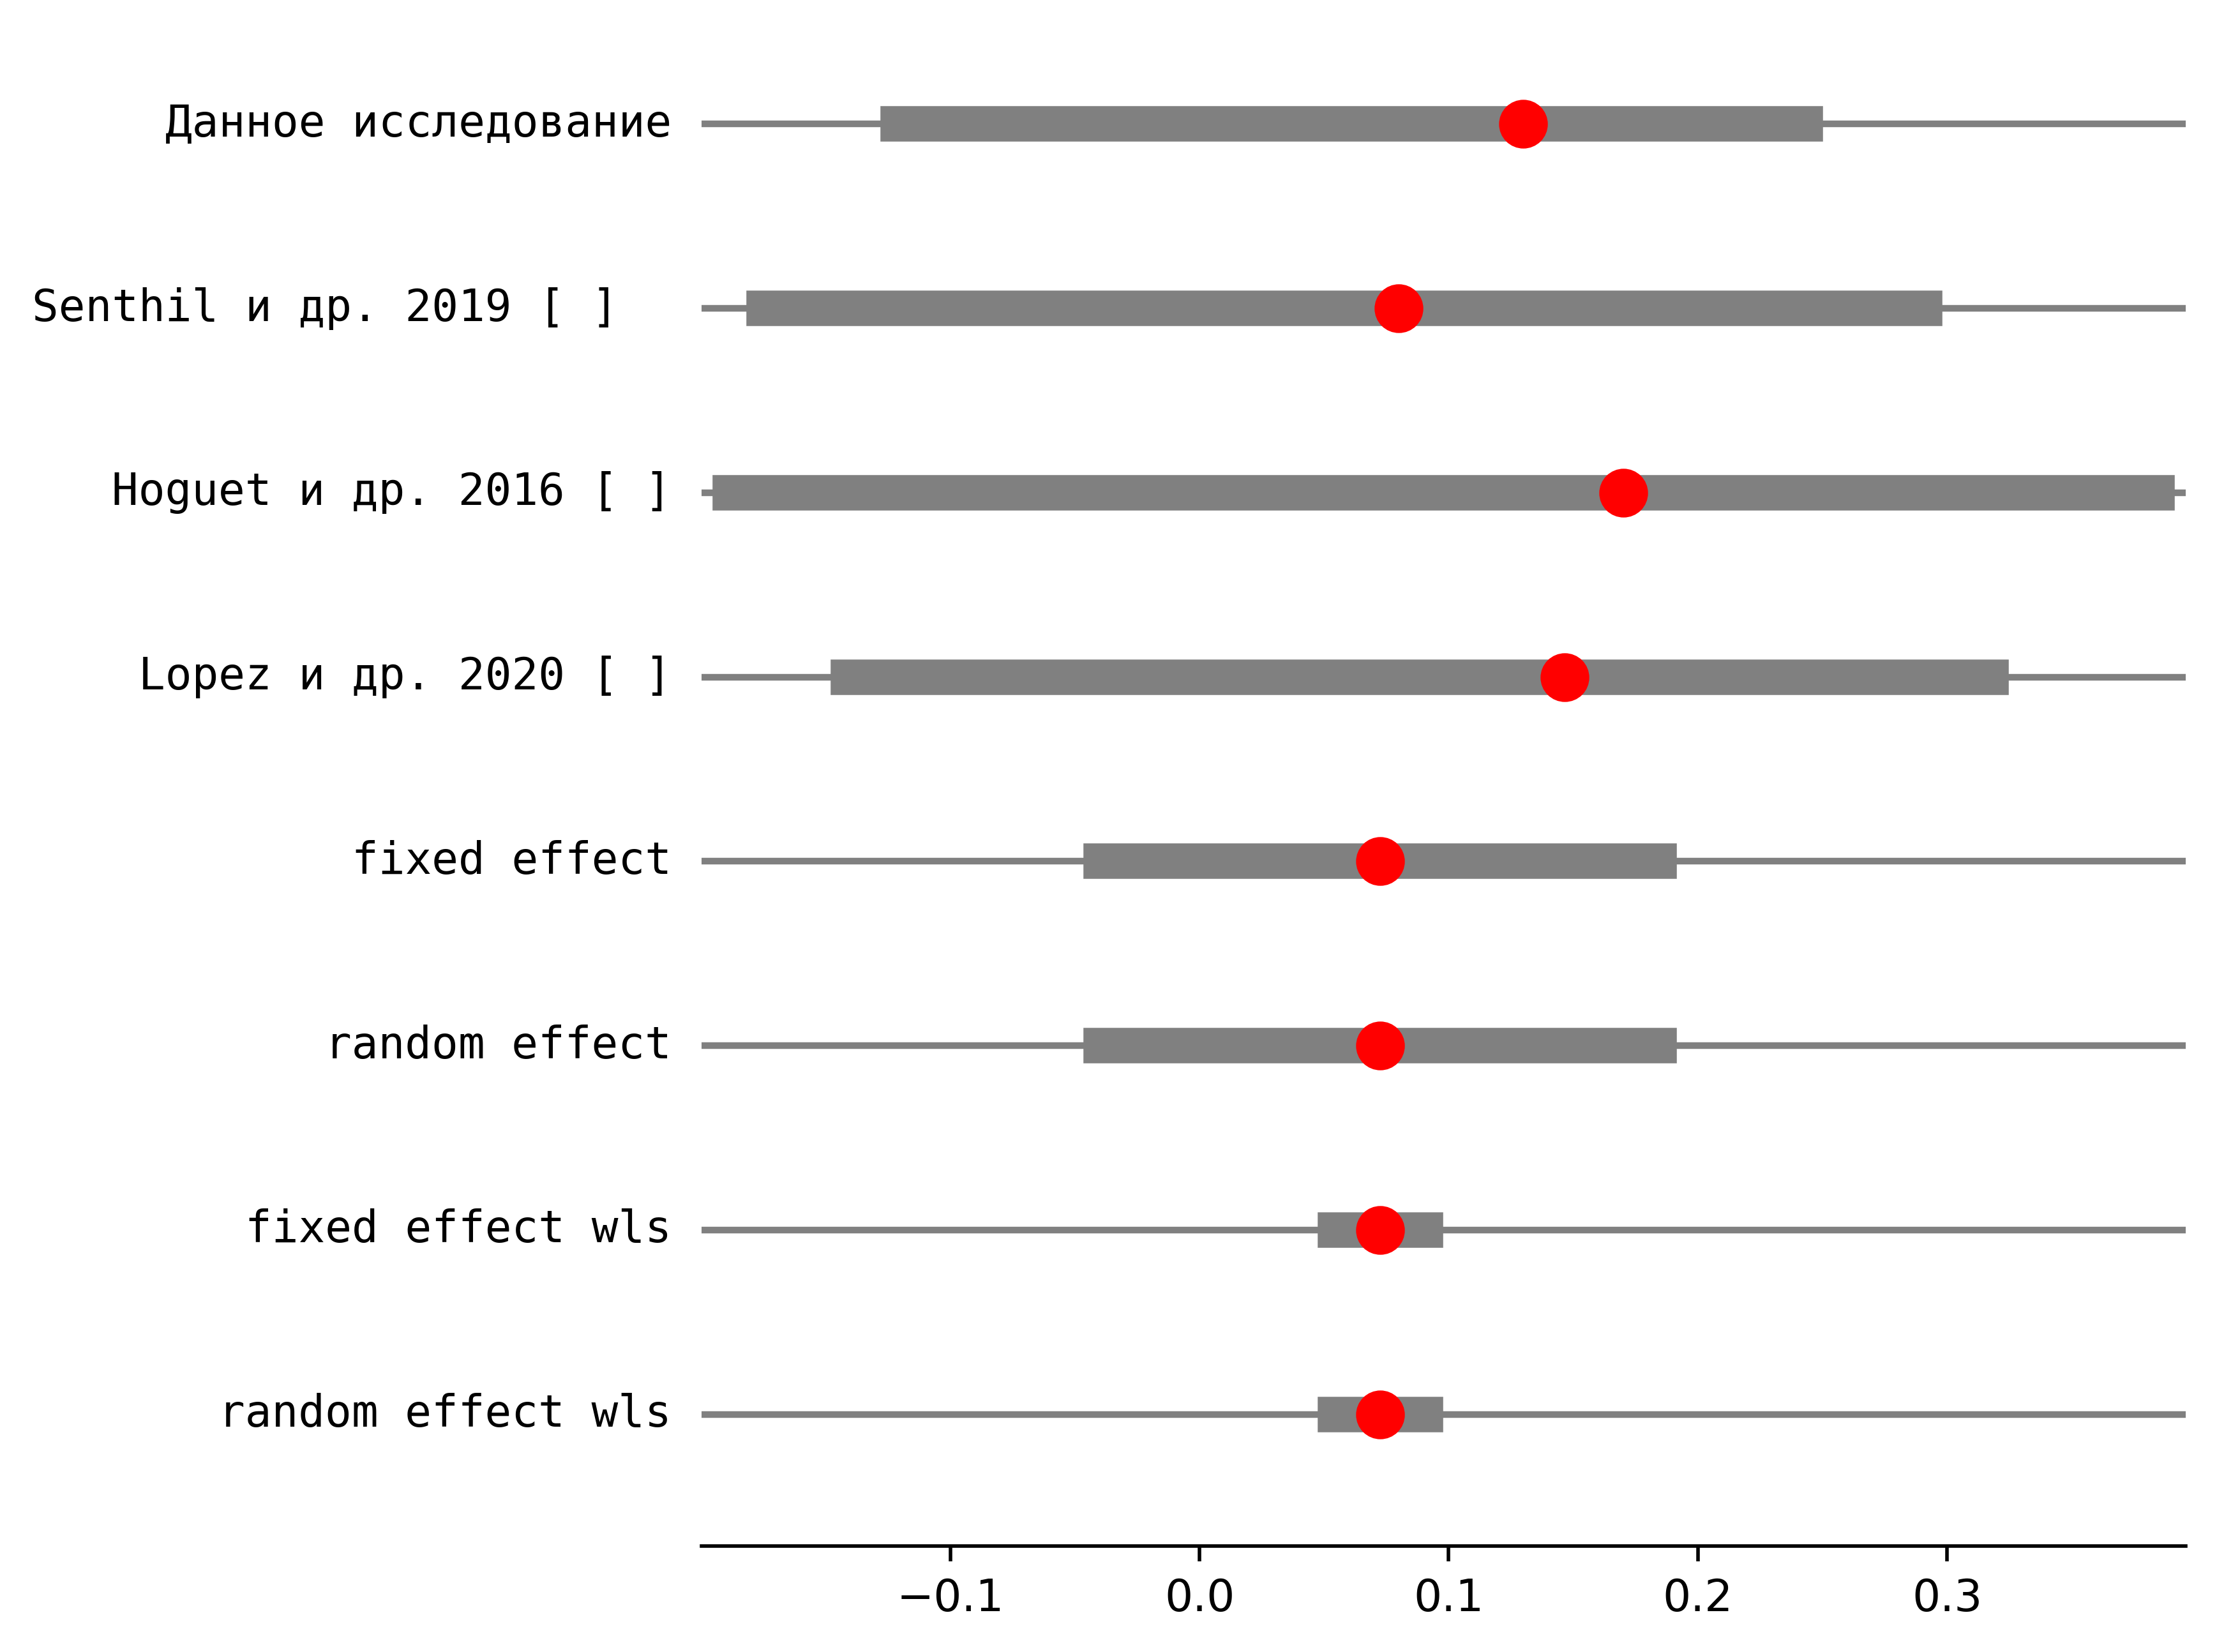 Данное исследование
Senthil и др. 2019 [ ]
Hoguet и др. 2016 [ ]
Lopez и др. 2020 [ ]
fixed effect
random effect
fixed effect wls
random effect wls
−0.1 0.0 0.1 0.2 0.3